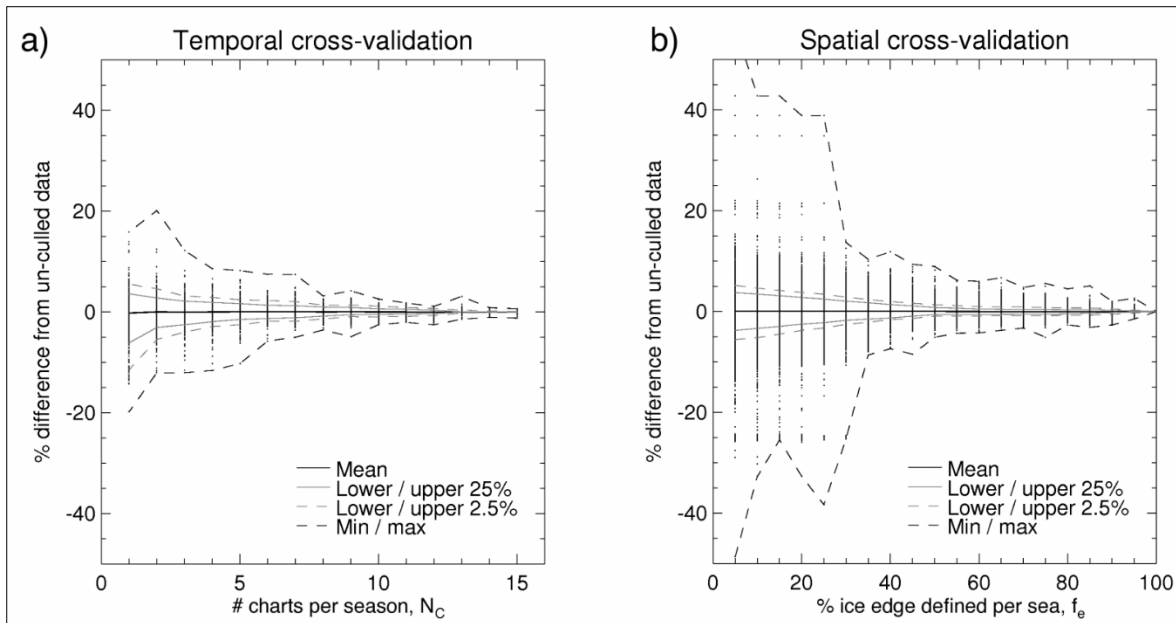 a)
Temporal cross-validation
% difference from un-culled data
40
20
0
-20
-40
Mean
Lower / upper 25%
Lower / upper 2.5%
Min / max
0 5 10 15
# charts per season, N_C
b)
Spatial cross-validation
% difference from un-culled data
40
20
0
-20
-40
Mean
Lower / upper 25%
Lower / upper 2.5%
Min / max
0 20 40 60 80 100
% ice edge defined per sea, f_e